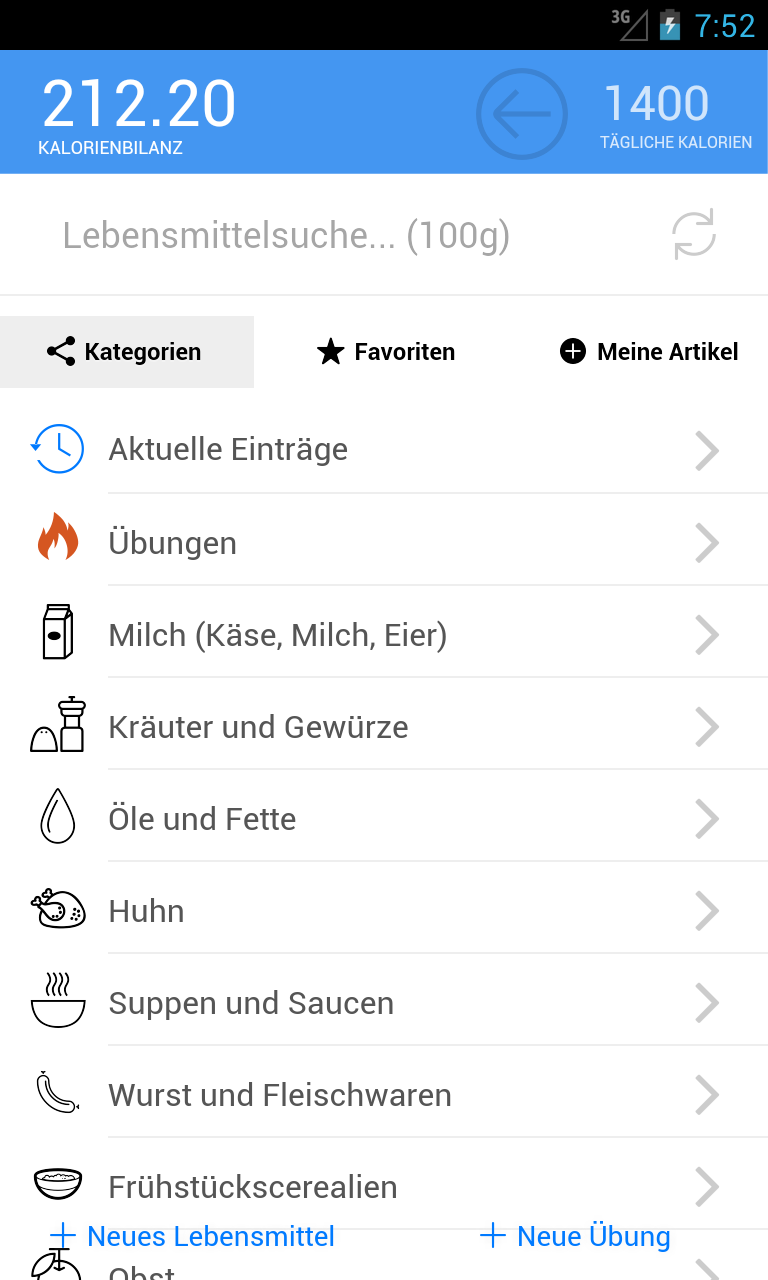 3G 7:52
212.20
KALORIENBILANZ
1400
TÄGLICHE KALORIEN
Lebensmittelsuche... (100g)
Kategorien Favoriten Meine Artikel
Aktuelle Einträge
Übungen
Milch (Käse, Milch, Eier)
Kräuter und Gewürze
Öle und Fette
Huhn
Suppen und Saucen
Wurst und Fleischwaren
Frühstückscerealien
Neues Lebensmittel Neue Übung
Obst